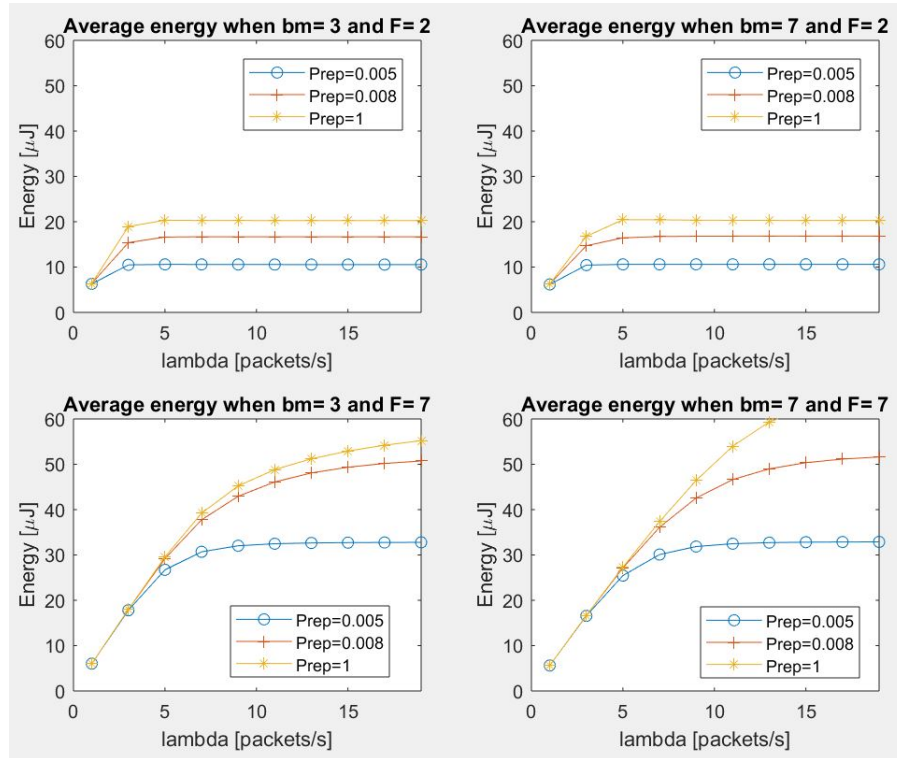 Average energy when bm= 3 and F= 2
60
50
40
30
20
10
0
Energy [μJ]
Prep=0.005
Prep=0.008
Prep=1
0 5 10 15
lambda [packets/s]
Average energy when bm= 7 and F= 2
60
50
40
30
20
10
0
Energy [μJ]
Prep=0.005
Prep=0.008
Prep=1
0 5 10 15
lambda [packets/s]
Average energy when bm= 3 and F= 7
60
50
40
30
20
10
0
Energy [μJ]
Prep=0.005
Prep=0.008
Prep=1
0 5 10 15
lambda [packets/s]
Average energy when bm= 7 and F= 7
60
50
40
30
20
10
0
Energy [μJ]
Prep=0.005
Prep=0.008
Prep=1
0 5 10 15
lambda [packets/s]